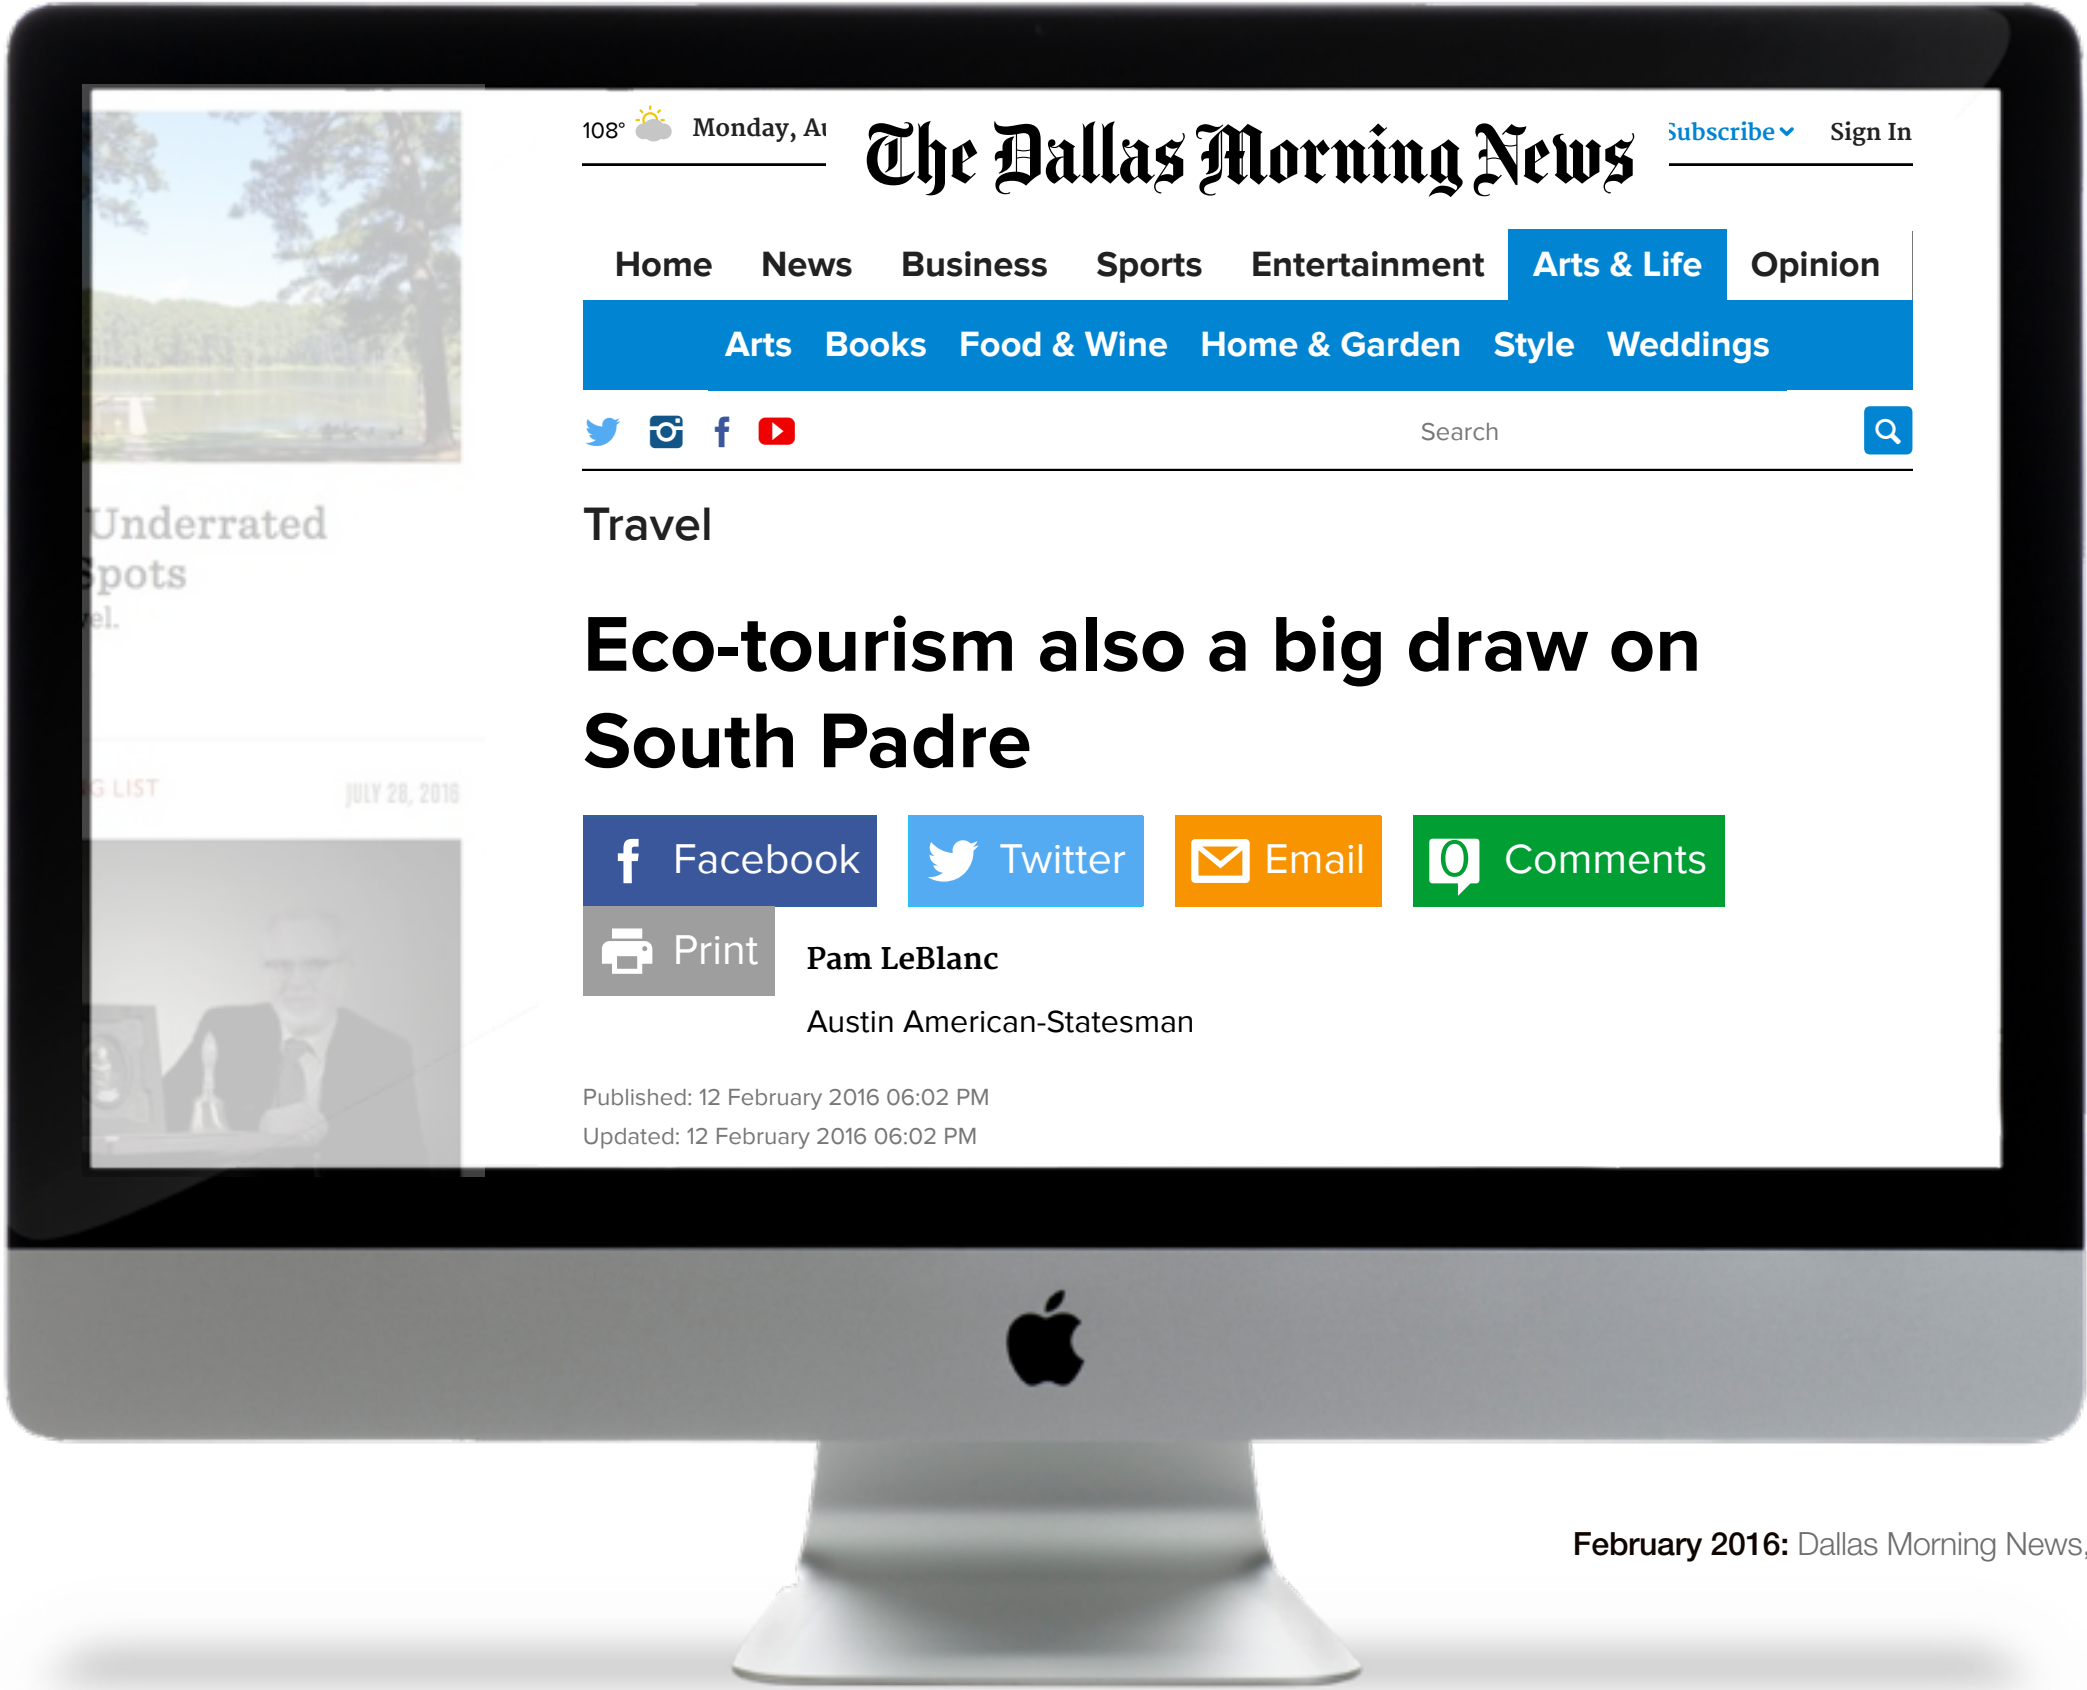 108° Monday, Au
The Dallas Morning News
Subscribe Sign In
Home News Business Sports Entertainment Arts & Life Opinion
Arts Books Food & Wine Home & Garden Style Weddings
Search
Travel
Eco-tourism also a big draw on
South Padre
Facebook Twitter Email 0 Comments
Print
Pam LeBlanc
Austin American-Statesman
Published: 12 February 2016 06:02 PM
Updated: 12 February 2016 06:02 PM
Underrated
Spots
el.
G LIST JULY 28, 2016
February 2016: Dallas Morning News,